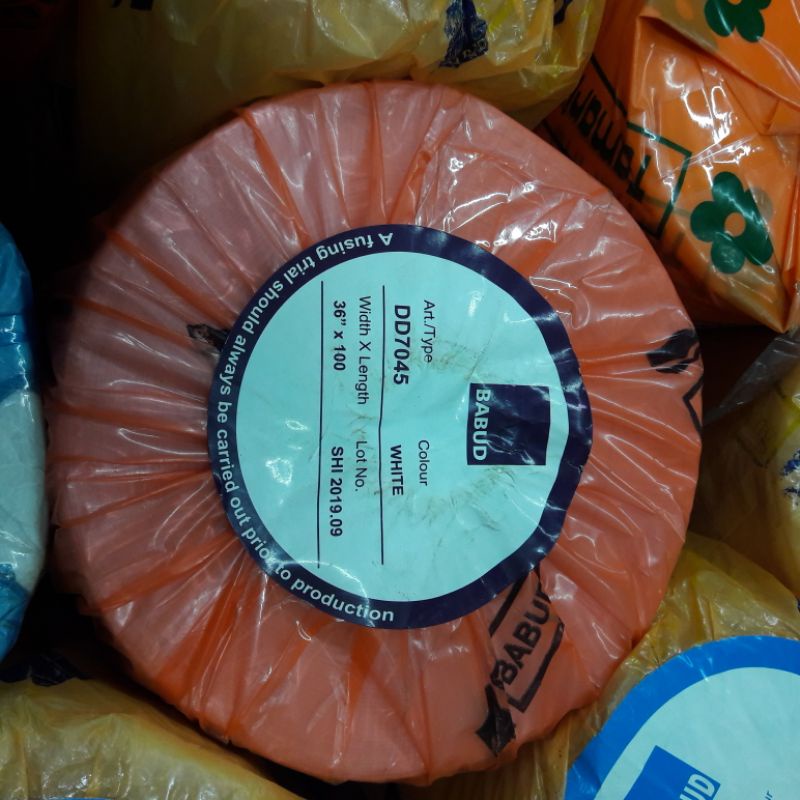 BABUD
Art./Type
Colour
DD7045
WHITE
Width X Length
Lot No.
36" x 100
SHI 2019.09
A fusing trial should always be carried out prior to production
BABUD
Tamam